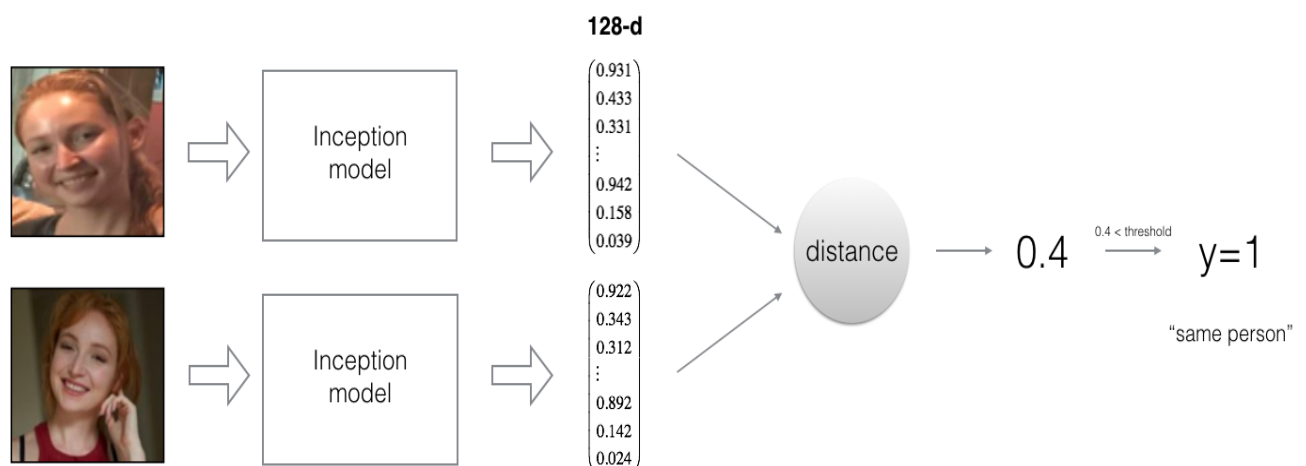 128-d
0.931
0.433
0.331
⋮
0.942
0.158
0.039
Inception
model
0.922
0.343
0.312
⋮
0.892
0.142
0.024
Inception
model
distance
0.4
0.4 < threshold
y=1
“same person”